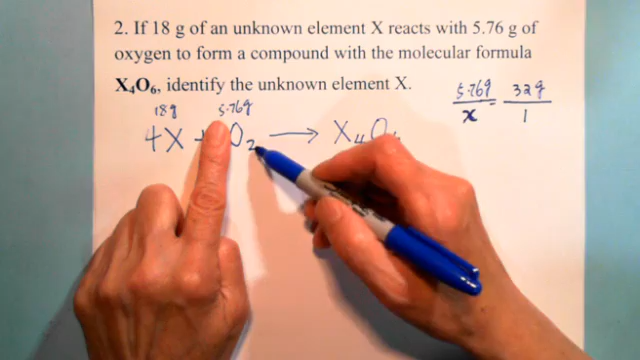 2. If 18 g of an unknown element X reacts with 5.76 g of
oxygen to form a compound with the molecular formula
X₄O₆, identify the unknown element X.
18g 5.76g
4X + O₂ → X₄O
5.76g = 32g
x 1